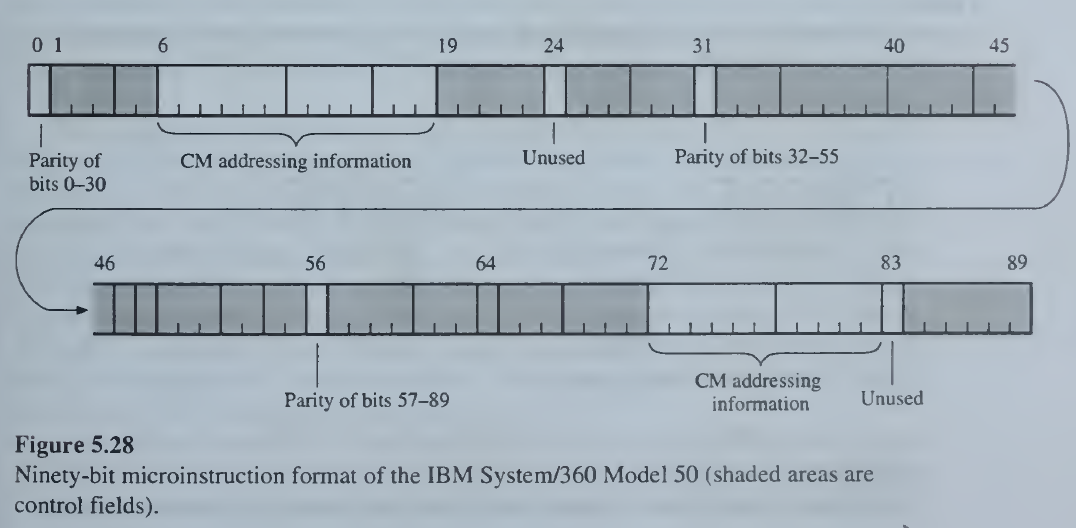 0 1 6 19 24 31 40 45
Parity of
bits 0–30
CM addressing information
Unused
Parity of bits 32–55
46 56 64 72 83 89
Parity of bits 57–89
CM addressing
information
Unused
Figure 5.28
Ninety-bit microinstruction format of the IBM System/360 Model 50 (shaded areas are
control fields).